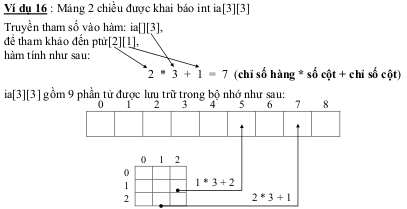 Ví dụ 16 : Mảng 2 chiều được khai báo int ia[3][3]
Truyền tham số vào hàm: ia[][3],
để tham khảo đến ptử[2][1],
hàm tính như sau:
2 * 3 + 1 = 7 (chỉ số hàng * số cột + chỉ số cột)
ia[3][3] gồm 9 phần tử được lưu trữ trong bộ nhớ như sau:
0 1 2 3 4 5 6 7 8
0 1 2
0
1 1 * 3 + 2
2 2 * 3 + 1